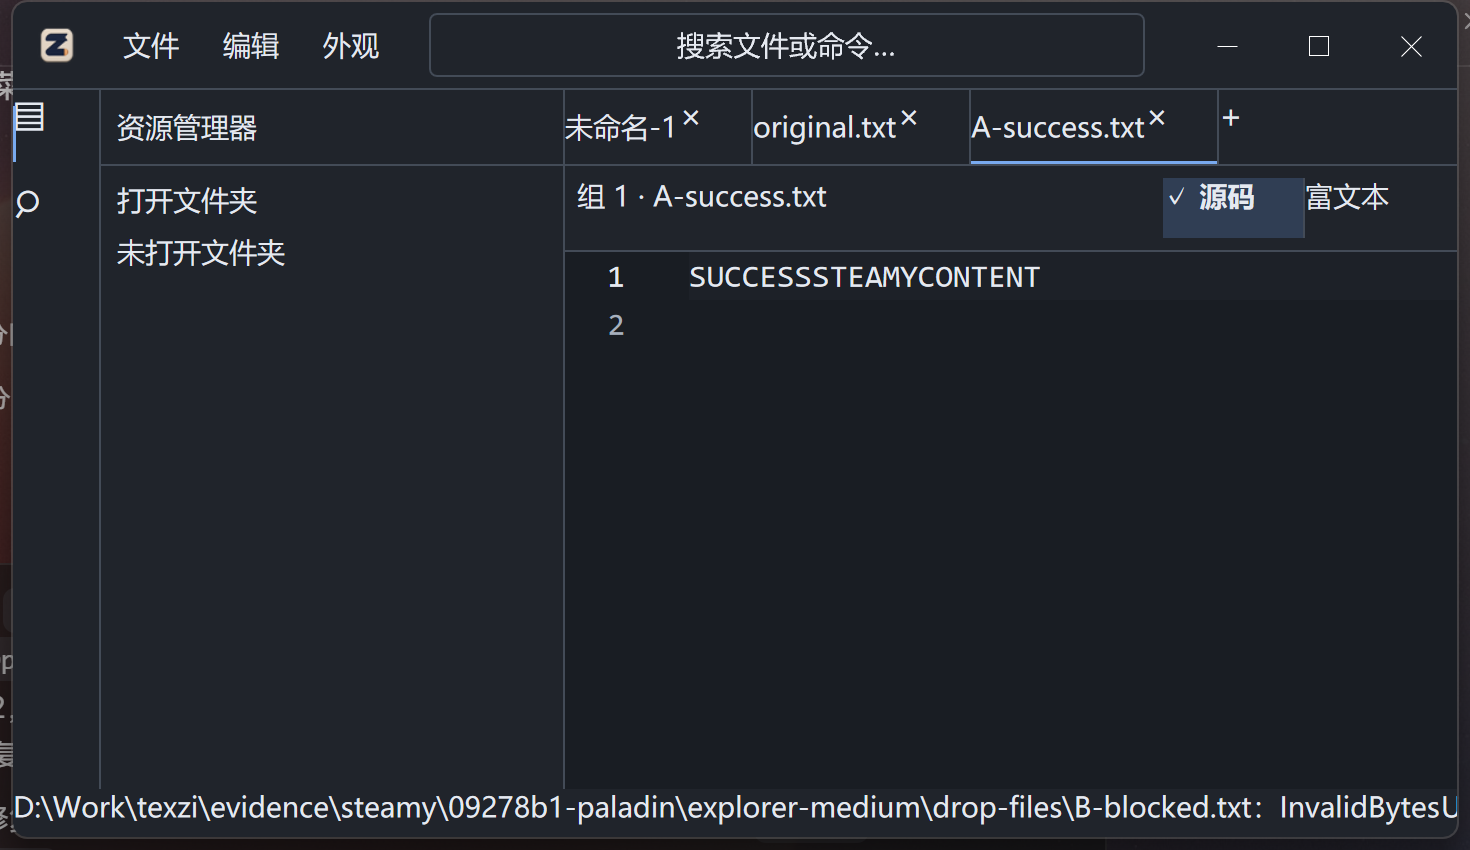 文件 编辑 外观 搜索文件或命令...
资源管理器
未命名-1 × original.txt × A-success.txt × +
打开文件夹
未打开文件夹
组 1 · A-success.txt ✓ 源码 富文本
1 SUCCESSSTEAMYCONTENT
2
D:\Work\texzi\evidence\steamy\09278b1-paladin\explorer-medium\drop-files\B-blocked.txt：InvalidBytesU